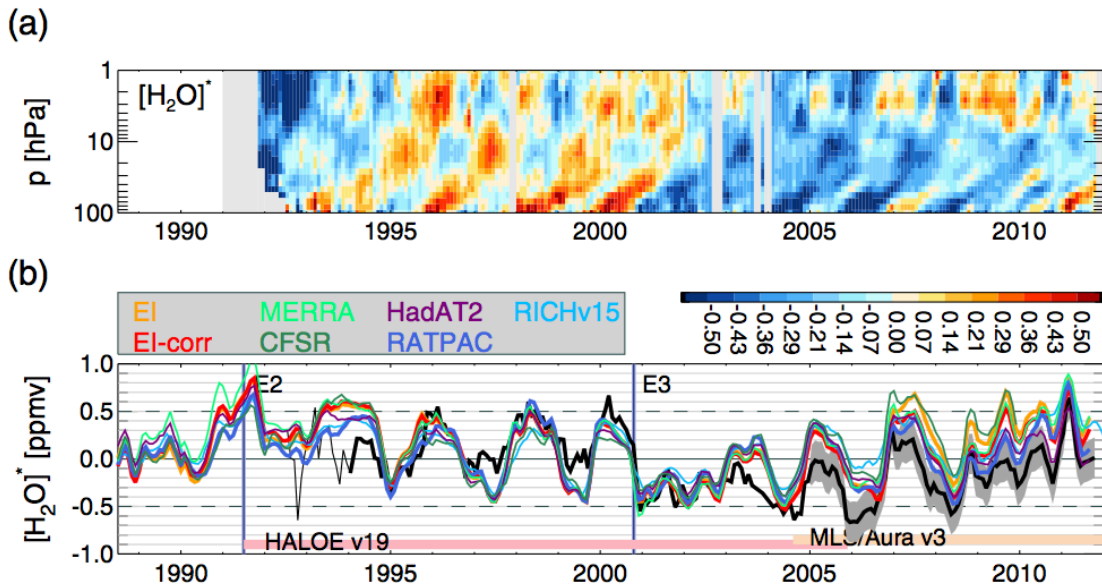 (a)
[H₂O]*
p [hPa]
1
10
100
1990 1995 2000 2005 2010
(b)
EI MERRA HadAT2 RICHv15
EI-corr CFSR RATPAC
-0.50 -0.43 -0.36 -0.29 -0.21 -0.14 -0.07 0.00 0.07 0.14 0.21 0.29 0.36 0.43 0.50
[H₂O]* [ppmv]
1.0
0.5
0.0
-0.5
-1.0
E2 E3
HALOE v19 MLS/Aura v3
1990 1995 2000 2005 2010